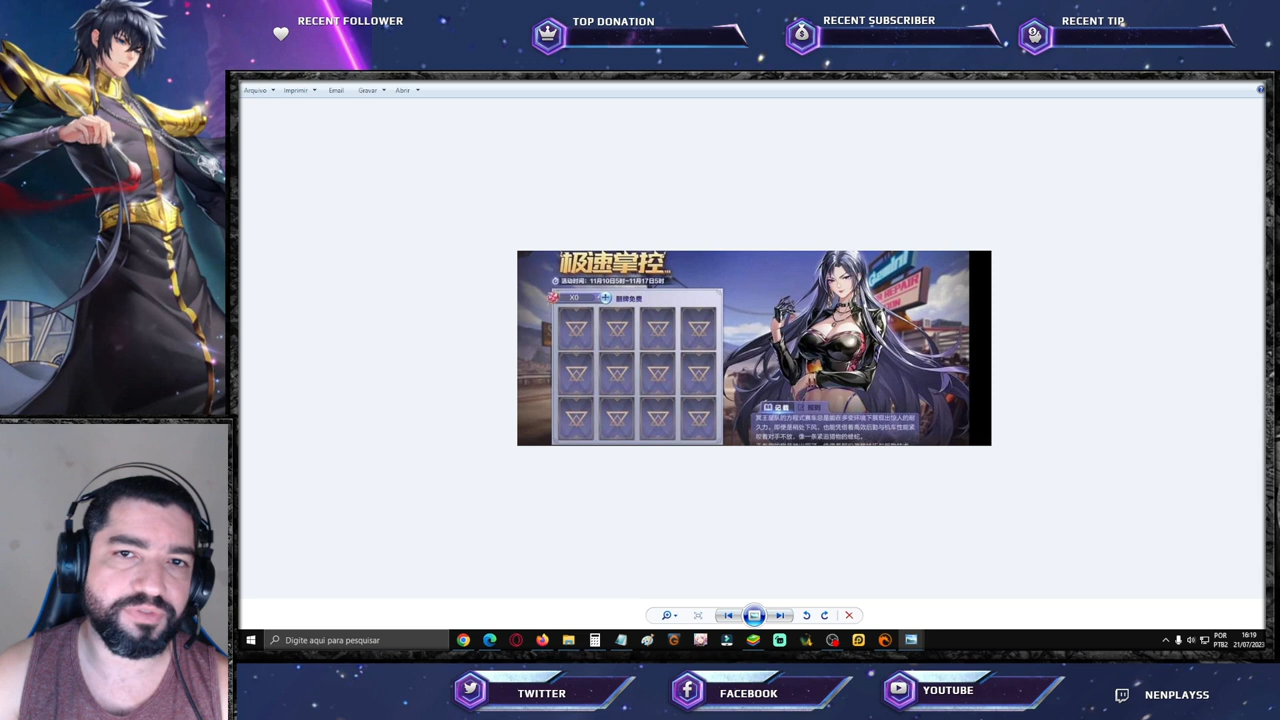 RECENT FOLLOWER
TOP DONATION
RECENT SUBSCRIBER
RECENT TIP
Arquivo
Imprimir
Email
Gravar
Abrir
极速掌控
活动时间：11月10日5时-11月17日5时
X0
翻牌免费
REPAIR
规则
Digite aqui para pesquisar
POR
PTB2
16:19
21/07/2023
TWITTER
FACEBOOK
YOUTUBE
NENPLAYSS